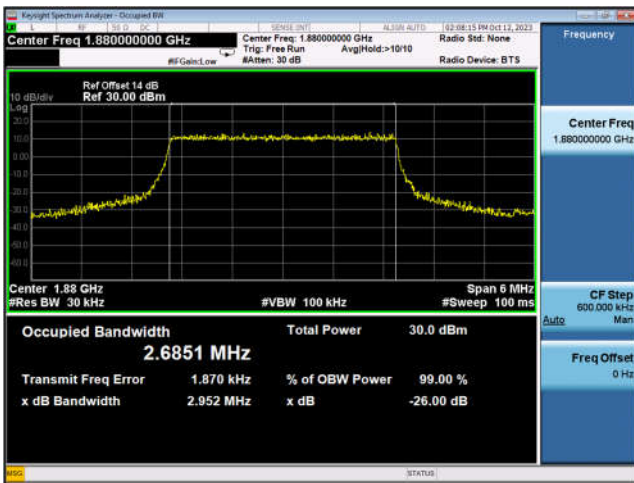 Keysight Spectrum Analyzer - Occupied BW
L RF 50 Ω DC SENSE:INT ALIGN AUTO 02:08:15 PM Oct 12, 2023
Center Freq 1.880000000 GHz
Center Freq: 1.880000000 GHz Radio Std: None
Trig: Free Run Avg|Hold:>10/10
#IFGain:Low #Atten: 30 dB Radio Device: BTS
Frequency
Ref Offset 14 dB
10 dB/div Ref 30.00 dBm
Log
20.0
10.0
0.00
-10.0
-20.0
-30.0
-40.0
-50.0
-60.0
Center Freq
1.880000000 GHz
Center 1.88 GHz Span 6 MHz
#Res BW 30 kHz #VBW 100 kHz #Sweep 100 ms
CF Step
600.000 kHz
Auto Man
Occupied Bandwidth Total Power 30.0 dBm
2.6851 MHz
Transmit Freq Error 1.870 kHz % of OBW Power 99.00 %
x dB Bandwidth 2.952 MHz x dB -26.00 dB
Freq Offset
0 Hz
MSG STATUS